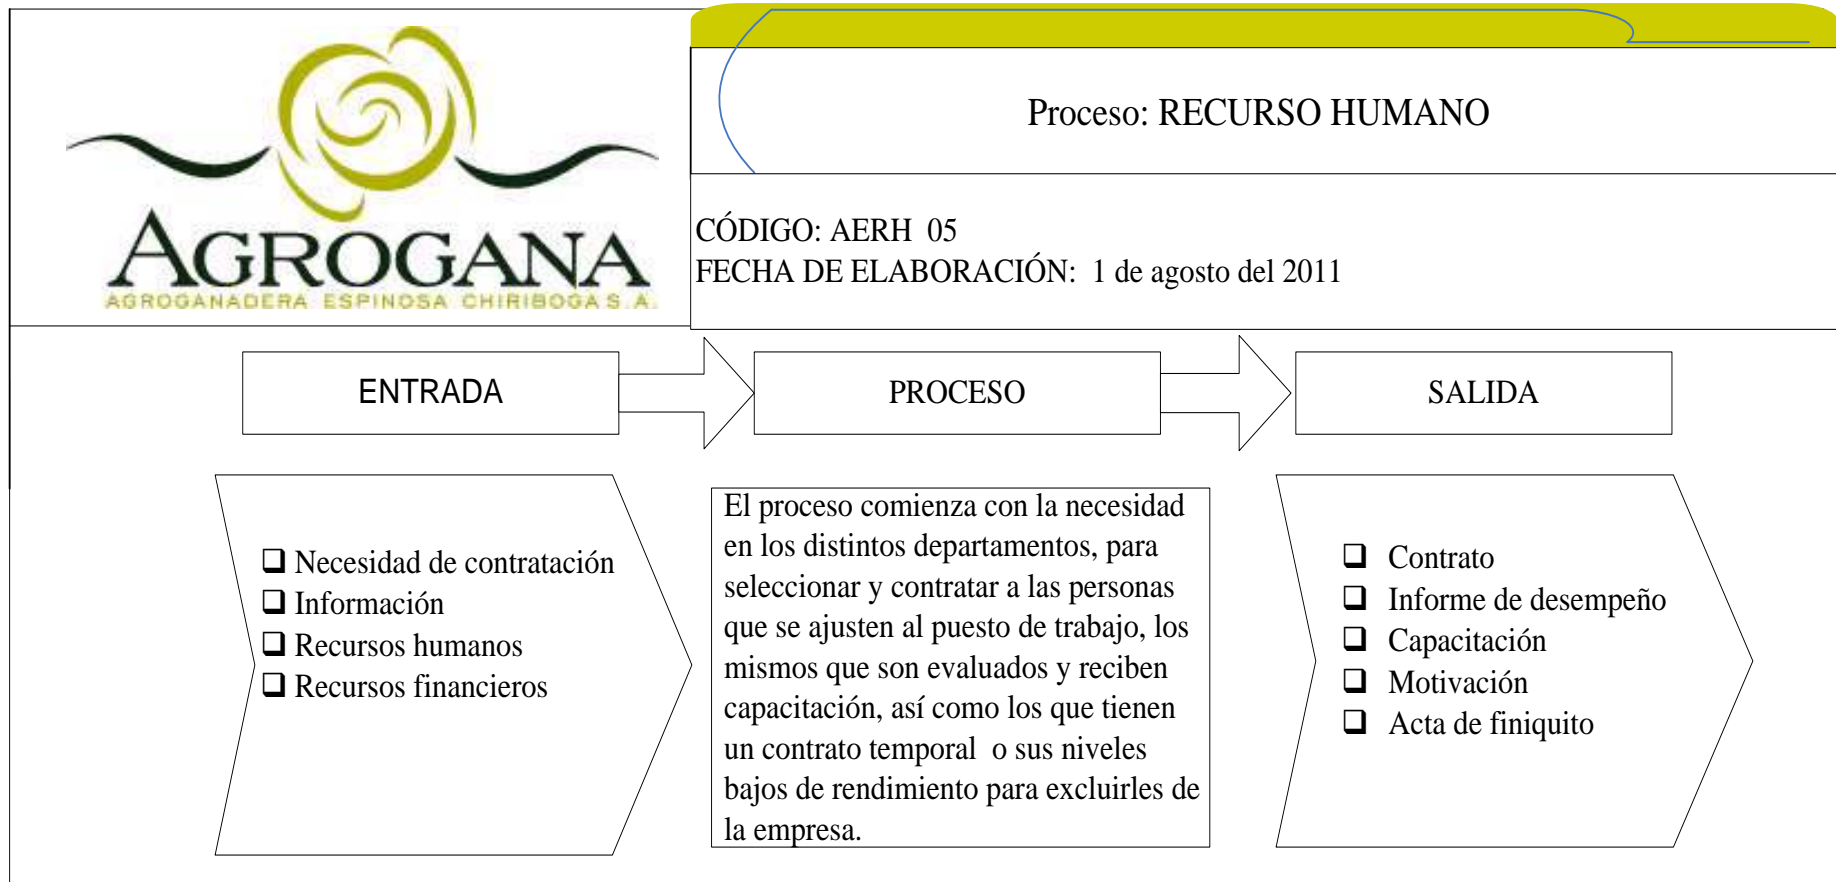 AGROGANA
AGROGANADERA ESPINOSA CHIRIBOGA S.A.
Proceso: RECURSO HUMANO
CÓDIGO: AERH 05
FECHA DE ELABORACIÓN: 1 de agosto del 2011
ENTRADA
PROCESO
SALIDA
Necesidad de contratación
Información
Recursos humanos
Recursos financieros
El proceso comienza con la necesidad
en los distintos departamentos, para
seleccionar y contratar a las personas
que se ajusten al puesto de trabajo, los
mismos que son evaluados y reciben
capacitación, así como los que tienen
un contrato temporal o sus niveles
bajos de rendimiento para excluirles de
la empresa.
Contrato
Informe de desempeño
Capacitación
Motivación
Acta de finiquito